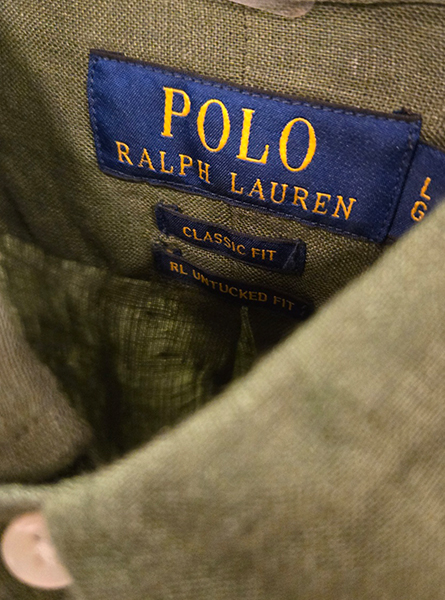 POLO
RALPH LAUREN
L
G
CLASSIC FIT
RL UNTUCKED FIT